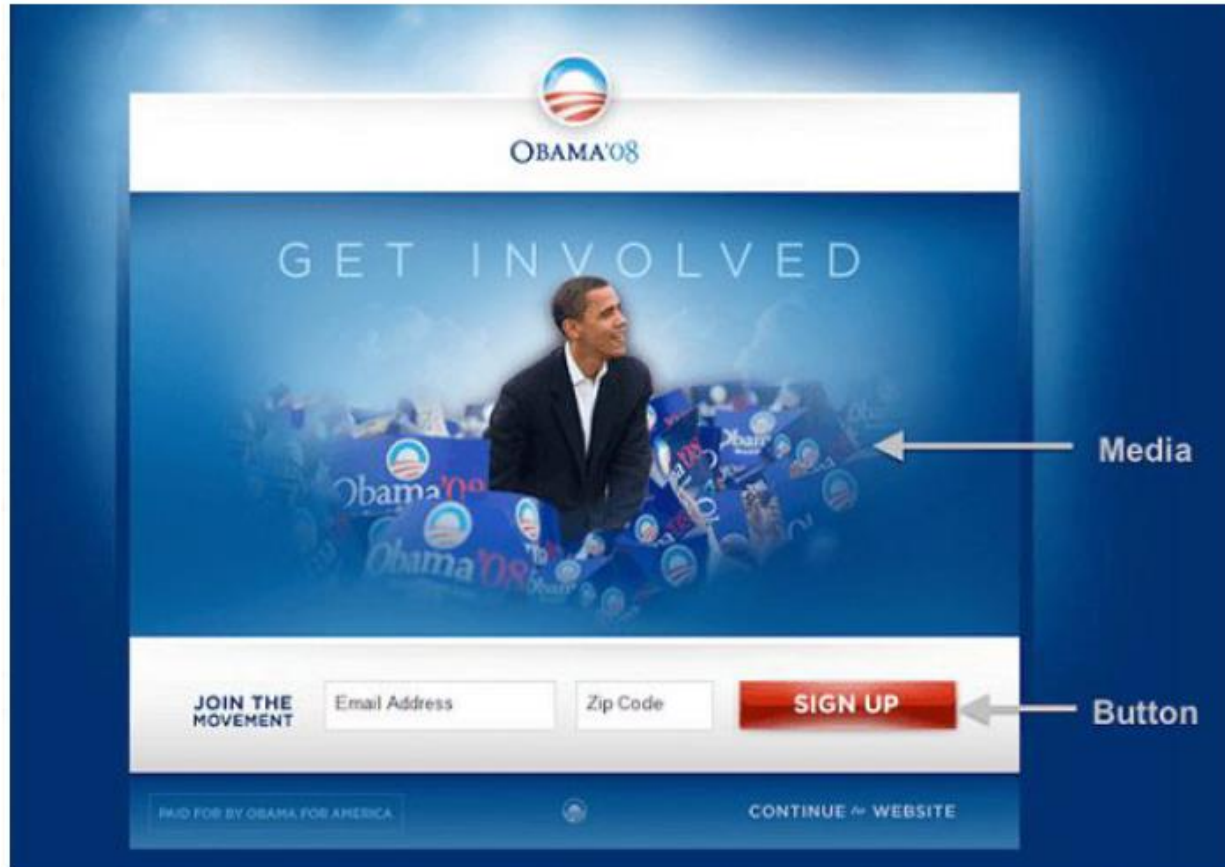 OBAMA'08
GET INVOLVED
Obama'08
Obama
Obama'08
Media
JOIN THE
MOVEMENT
Email Address
Zip Code
SIGN UP
Button
PAID FOR BY OBAMA FOR AMERICA
CONTINUE to WEBSITE